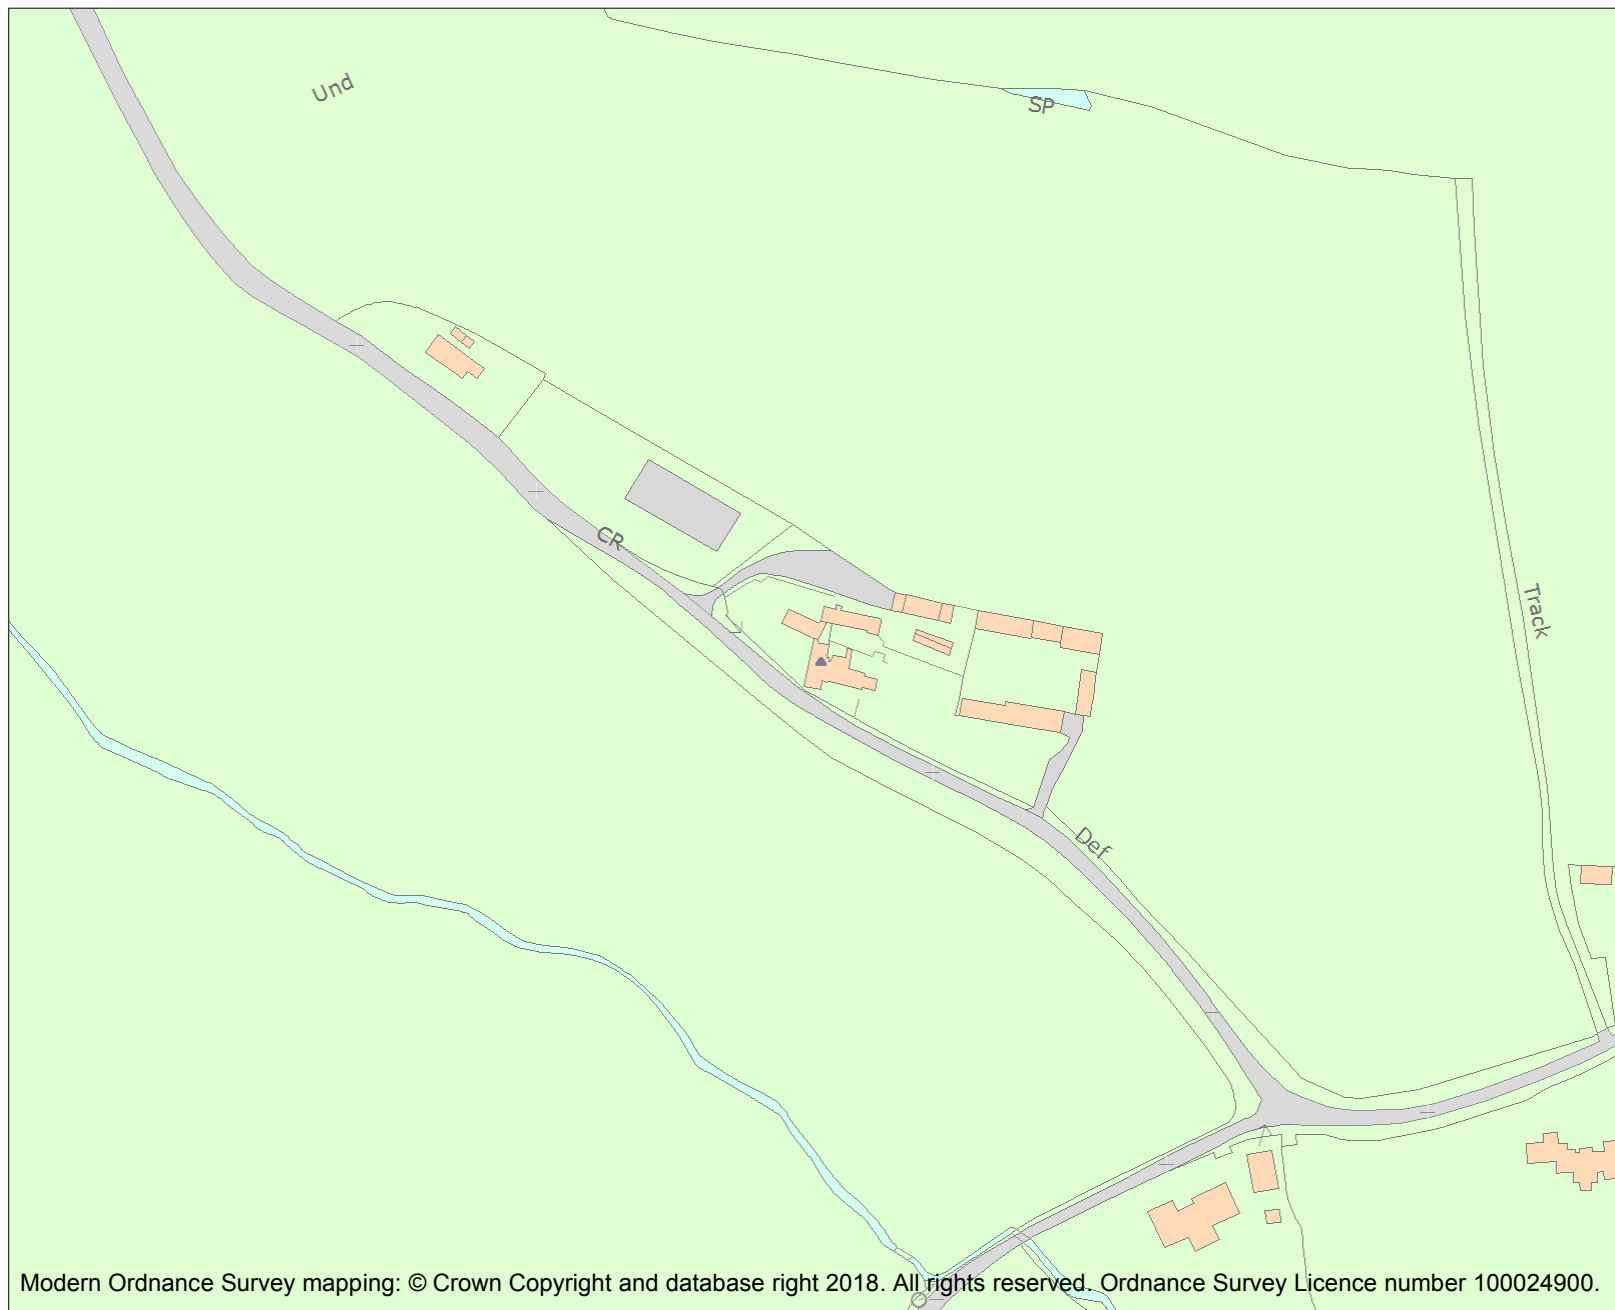 Und
SP
CR
Track
Def
Modern Ordnance Survey mapping: © Crown Copyright and database right 2018. All rights reserved. Ordnance Survey Licence number 100024900.